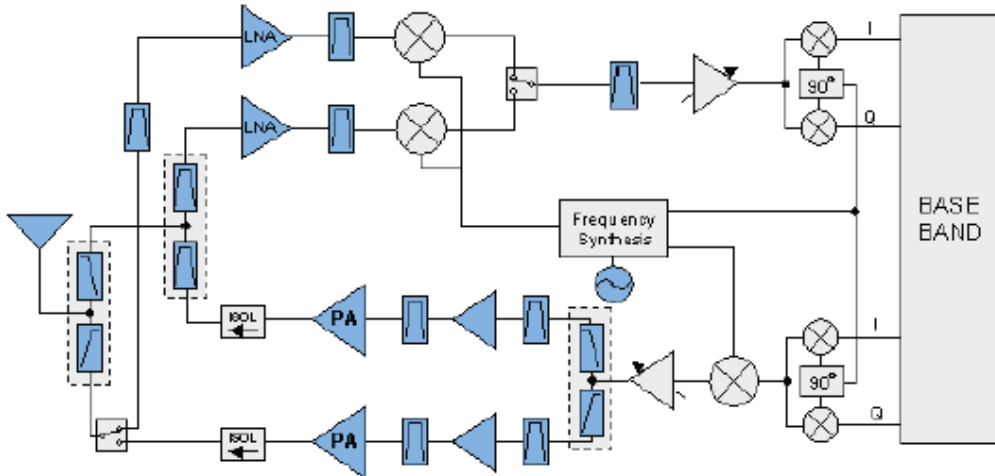 LNA
I
90°
LNA
Q
Frequency
Synthesis
BASE
BAND
ISOL
PA
I
90°
ISOL
PA
Q